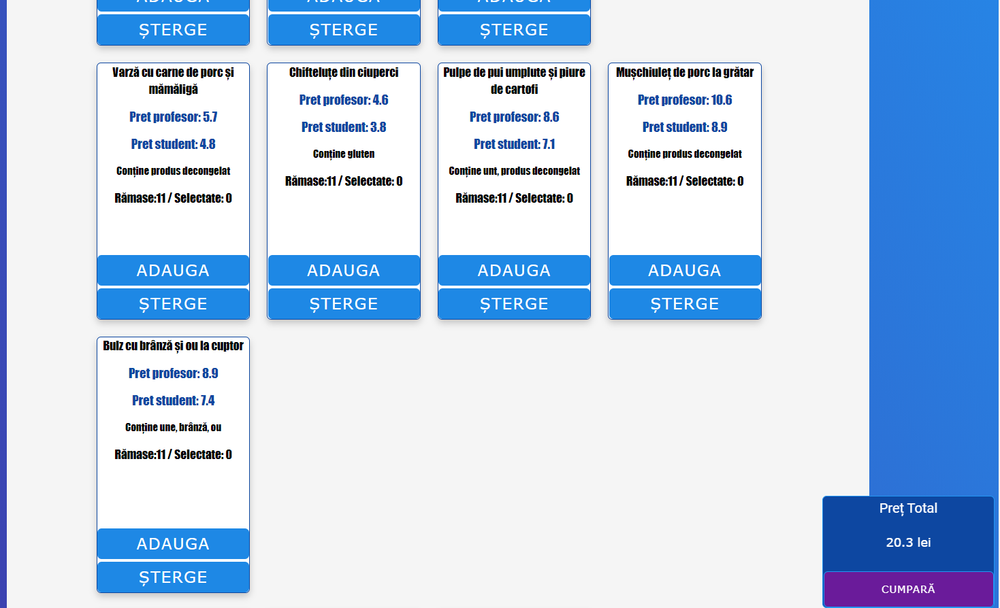 ADAUGA
ADAUGA
ADAUGA
ȘTERGE
ȘTERGE
ȘTERGE
Varză cu carne de porc și
mămăligă
Pret profesor: 5.7
Pret student: 4.8
Conține produs decongelat
Rămase:11 / Selectate: 0
ADAUGA
ȘTERGE
Chifteluțe din ciuperci
Pret profesor: 4.6
Pret student: 3.8
Conține gluten
Rămase:11 / Selectate: 0
ADAUGA
ȘTERGE
Pulpe de pui umplute și piure
de cartofi
Pret profesor: 8.6
Pret student: 7.1
Conține unt, produs decongelat
Rămase:11 / Selectate: 0
ADAUGA
ȘTERGE
Mușchiuleț de porc la grătar
Pret profesor: 10.6
Pret student: 8.9
Conține produs decongelat
Rămase:11 / Selectate: 0
ADAUGA
ȘTERGE
Bulz cu brânză și ou la cuptor
Pret profesor: 8.9
Pret student: 7.4
Conține une, brânză, ou
Rămase:11 / Selectate: 0
ADAUGA
ȘTERGE
Preț Total
20.3 lei
CUMPARĂ